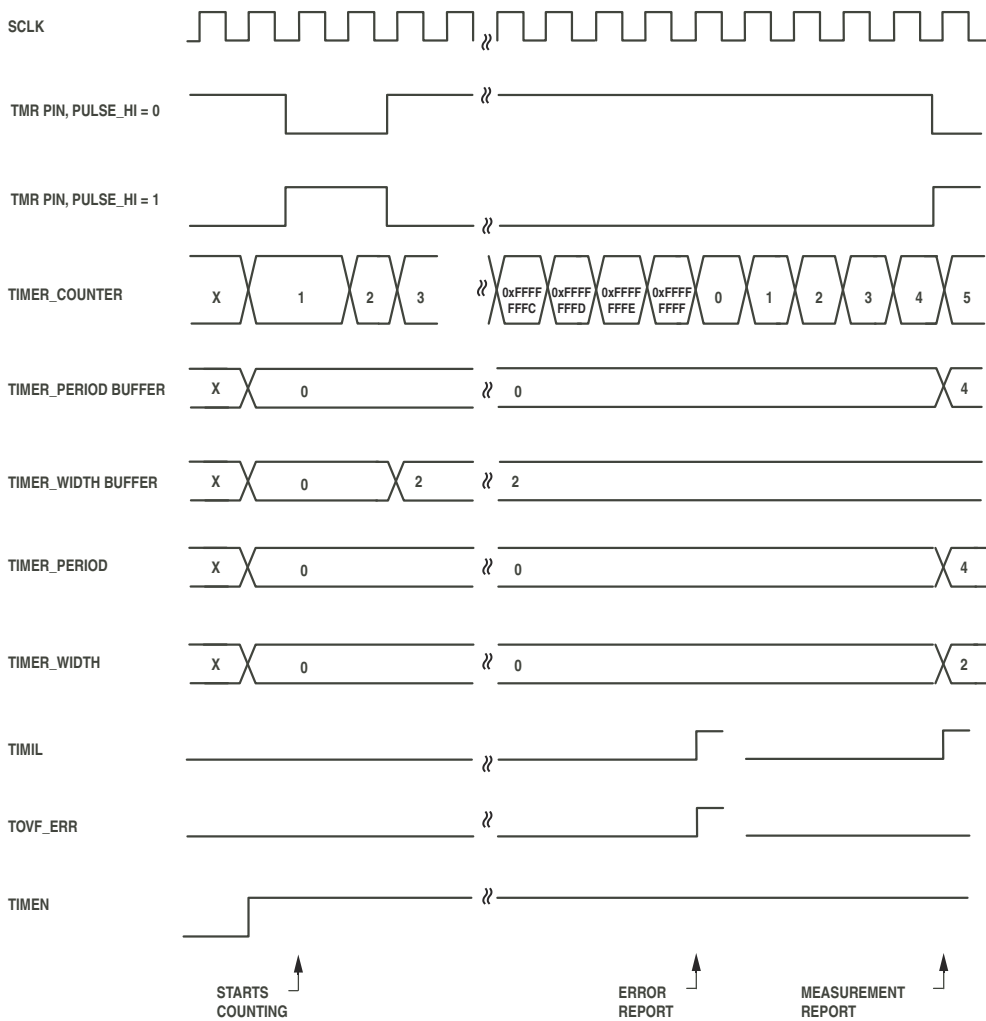 SCLK
TMR PIN, PULSE_HI = 0
TMR PIN, PULSE_HI = 1
TIMER_COUNTER X 1 2 3 0xFFFF FFFC 0xFFFF FFFD 0xFFFF FFFE 0xFFFF FFFF 0 1 2 3 4 5
TIMER_PERIOD BUFFER X 0 0 4
TIMER_WIDTH BUFFER X 0 2 2
TIMER_PERIOD X 0 0 4
TIMER_WIDTH X 0 0 2
TIMIL
TOVF_ERR
TIMEN
STARTS COUNTING
ERROR REPORT
MEASUREMENT REPORT